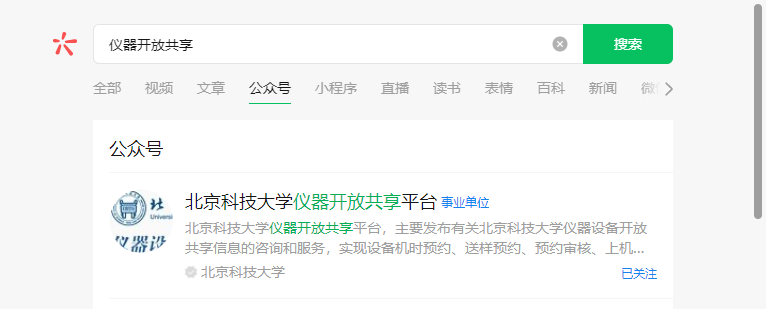 仪器开放共享
搜索
全部 视频 文章 公众号 小程序 直播 读书 表情 百科 新闻 微
公众号
北京科技大学仪器开放共享平台 事业单位
北京科技大学仪器开放共享平台，主要发布有关北京科技大学仪器设备开放
共享信息的咨询和服务，实现设备机时预约、送样预约、预约审核、上机...
北京科技大学
已关注
北
Universi
仪器设